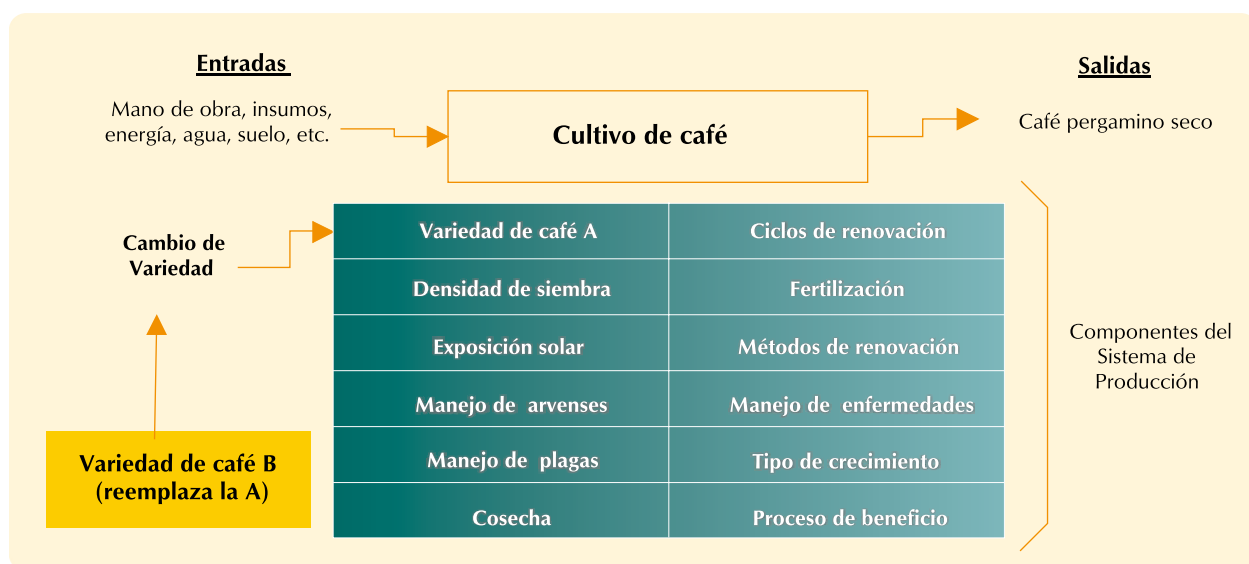 Entradas
Salidas
Mano de obra, insumos,
energía, agua, suelo, etc.
Cultivo de café
Café pergamino seco
Cambio de
Variedad
Variedad de café A
Ciclos de renovación
Densidad de siembra
Fertilización
Exposición solar
Métodos de renovación
Manejo de arvenses
Manejo de enfermedades
Manejo de plagas
Tipo de crecimiento
Cosecha
Proceso de beneficio
Componentes del
Sistema de
Producción
Variedad de café B
(reemplaza la A)